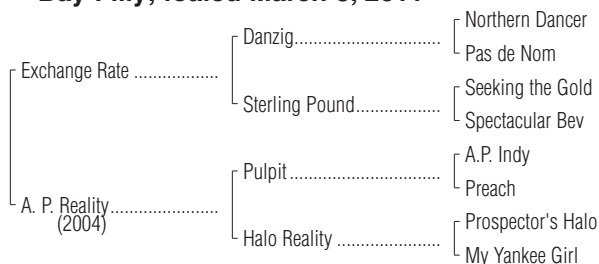 Northern Dancer
Danzig
Pas de Nom
Exchange Rate
Seeking the Gold
Sterling Pound
Spectacular Bev
A.P. Indy
Pulpit
Preach
A. P. Reality
(2004)
Prospector's Halo
Halo Reality
My Yankee Girl